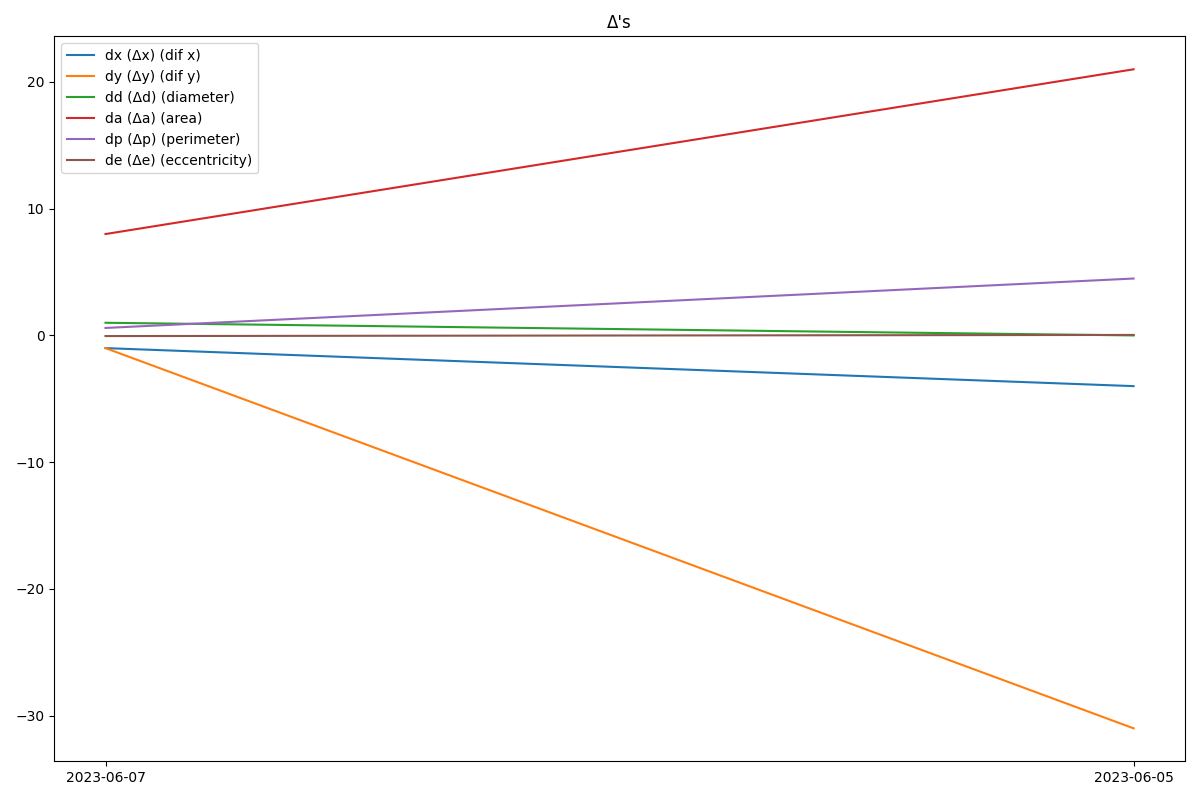 Δ's
dx (Δx) (dif x)
dy (Δy) (dif y)
dd (Δd) (diameter)
da (Δa) (area)
dp (Δp) (perimeter)
de (Δe) (eccentricity)
20
10
0
−10
−20
−30
2023-06-07
2023-06-05